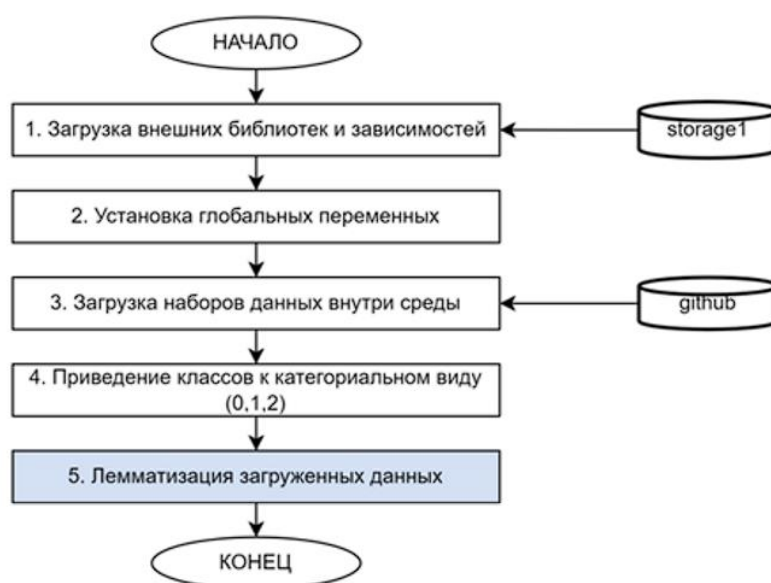 НАЧАЛО
1. Загрузка внешних библиотек и зависимостей
storage1
2. Установка глобальных переменных
3. Загрузка наборов данных внутри среды
github
4. Приведение классов к категориальном виду
(0,1,2)
5. Лемматизация загруженных данных
КОНЕЦ